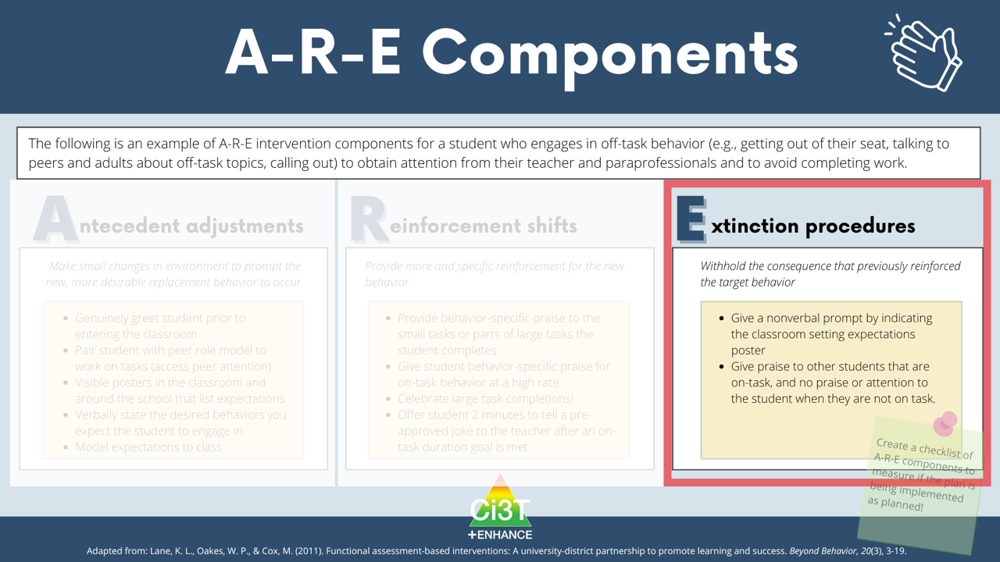 A-R-E Components
The following is an example of A-R-E intervention components for a student who engages in off-task behavior (e.g., getting out of their seat, talking to
peers and adults about off-task topics, calling out) to obtain attention from their teacher and paraprofessionals and to avoid completing work.
Antecedent adjustments
Make small changes in environment to prompt the
new, more desirable replacement behavior to occur
• Genuinely greet student prior to
entering the classroom
• Pair student with peer role model to
work on tasks (access peer attention)
• Visible posters in the classroom and
around the school that list expectations
• Verbally state the desired behaviors you
expect the student to engage in
• Model expectations to class
Reinforcement shifts
Provide more and specific reinforcement for the new
behavior
• Provide behavior-specific praise to the
small tasks or parts of large tasks the
student completes
• Give student behavior-specific praise for
on-task behavior at a high rate
• Celebrate large task completions!
• Offer student 2 minutes to tell a pre-
approved joke to the teacher after an on-
task duration goal is met
Extinction procedures
Withhold the consequence that previously reinforced
the target behavior
• Give a nonverbal prompt by indicating
the classroom setting expectations
poster
• Give praise to other students that are
on-task, and no praise or attention to
the student when they are not on task.
Create a checklist of
A-R-E components to
measure if the plan is
being implemented
as planned!
Ci3T
+ENHANCE
Adapted from: Lane, K. L., Oakes, W. P., & Cox, M. (2011). Functional assessment-based interventions: A university-district partnership to promote learning and success. Beyond Behavior, 20(3), 3-19.